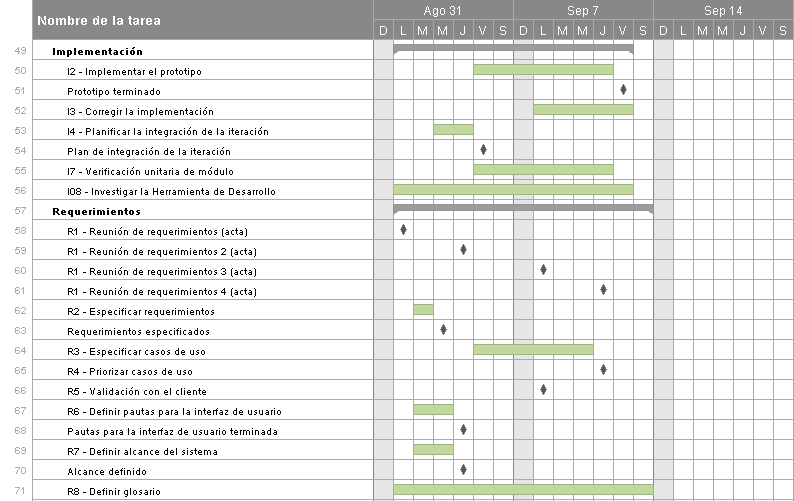 Nombre de la tarea
Ago 31 Sep 7 Sep 14
D L M M J V S D L M M J V S D L M M J V S
49 Implementación
50 I2 - Implementar el prototipo
51 Prototipo terminado
52 I3 - Corregir la implementación
53 I4 - Planificar la integración de la iteración
54 Plan de integración de la iteración
55 I7 - Verificación unitaria de módulo
56 I08 - Investigar la Herramienta de Desarrollo
57 Requerimientos
58 R1 - Reunión de requerimientos (acta)
59 R1 - Reunión de requerimientos 2 (acta)
60 R1 - Reunión de requerimientos 3 (acta)
61 R1 - Reunión de requerimientos 4 (acta)
62 R2 - Especificar requerimientos
63 Requerimientos especificados
64 R3 - Especificar casos de uso
65 R4 - Priorizar casos de uso
66 R5 - Validación con el cliente
67 R6 - Definir pautas para la interfaz de usuario
68 Pautas para la interfaz de usuario terminada
69 R7 - Definir alcance del sistema
70 Alcance definido
71 R8 - Definir glosario